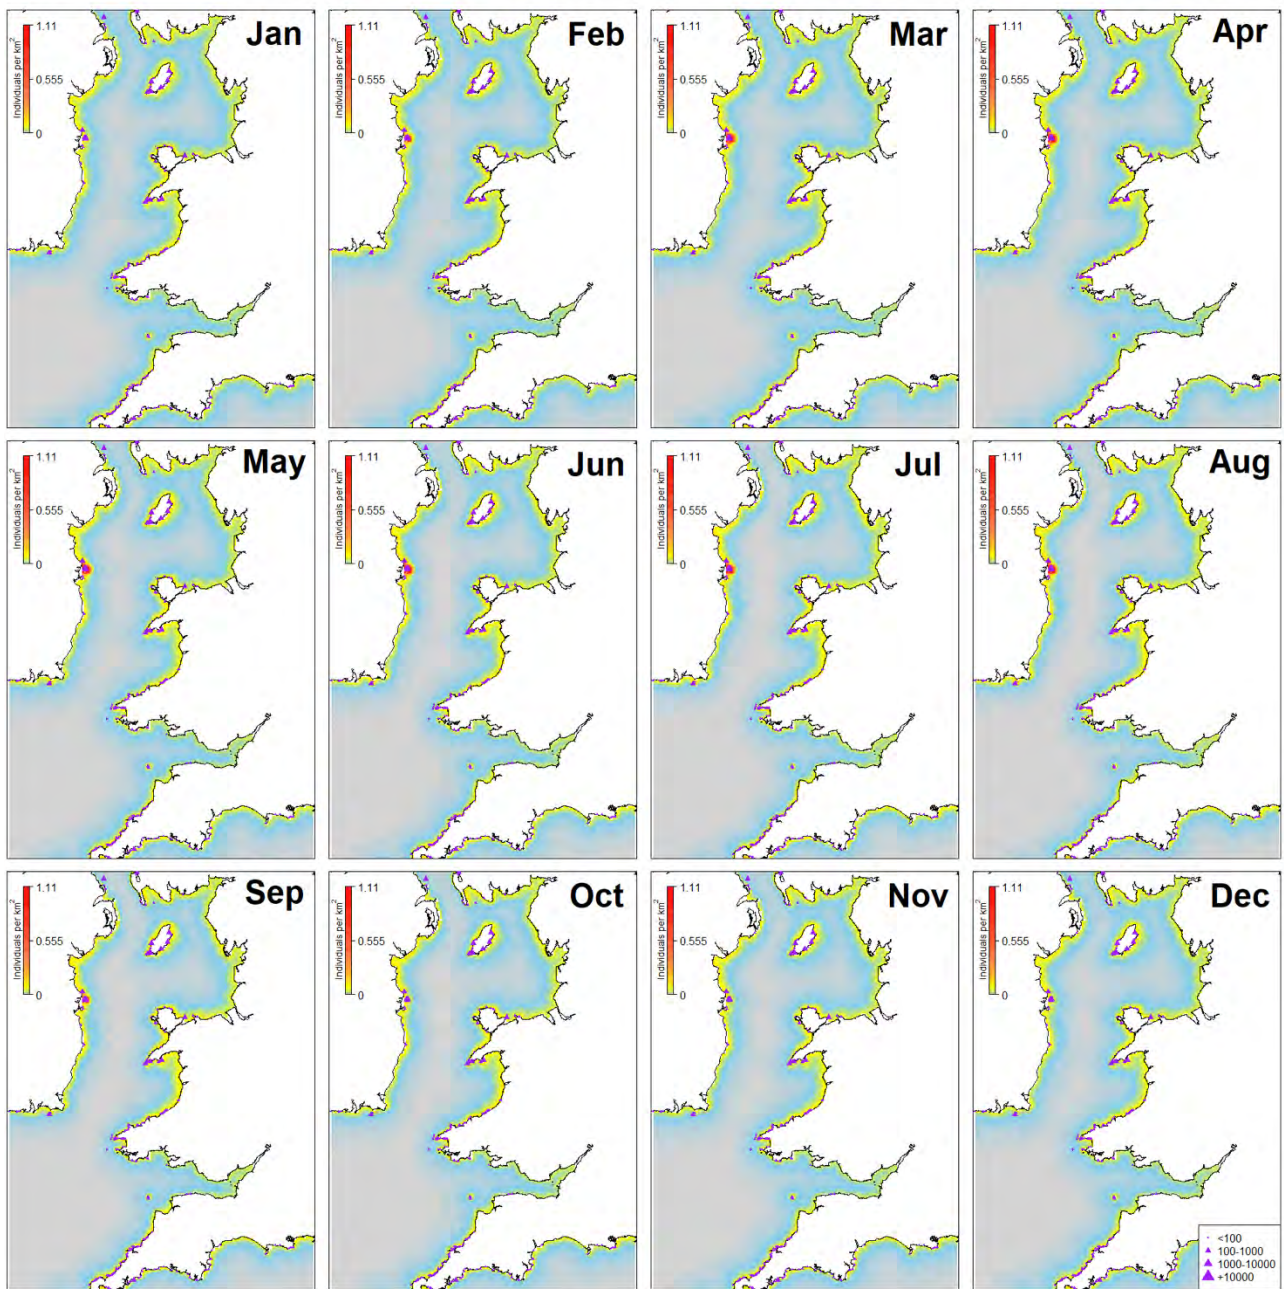 Jan
1.11
0.555
0
Individuals per km²
Feb
1.11
0.555
0
Individuals per km²
Mar
1.11
0.555
0
Individuals per km²
Apr
1.11
0.555
0
Individuals per km²
May
1.11
0.555
0
Individuals per km²
Jun
1.11
0.555
0
Individuals per km²
Jul
1.11
0.555
0
Individuals per km²
Aug
1.11
0.555
0
Individuals per km²
Sep
1.11
0.555
0
Individuals per km²
Oct
1.11
0.555
0
Individuals per km²
Nov
1.11
0.555
0
Individuals per km²
Dec
1.11
0.555
0
Individuals per km²
<100
100-1000
1000-10000
+10000